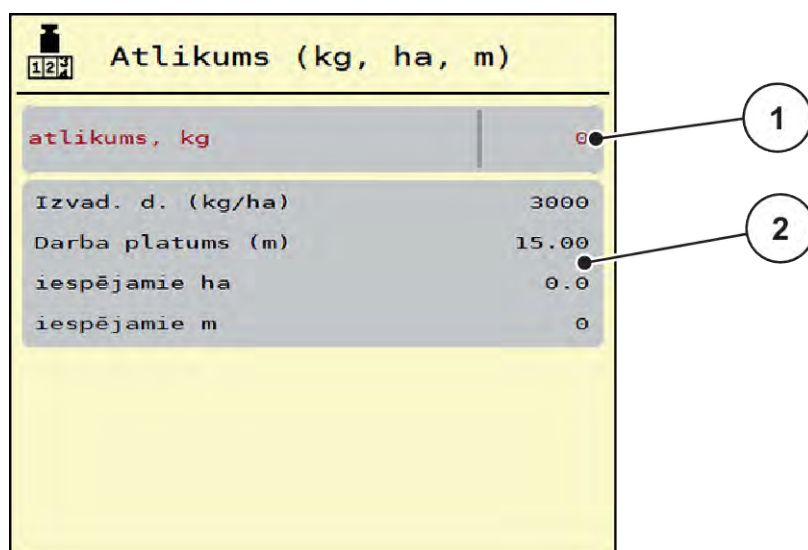 123 Atlikums (kg, ha, m)
atlikums, kg 0
1
Izvad. d. (kg/ha) 3000
Darba platums (m) 15.00
2
iespējamie ha 0.0
iespējamie m 0